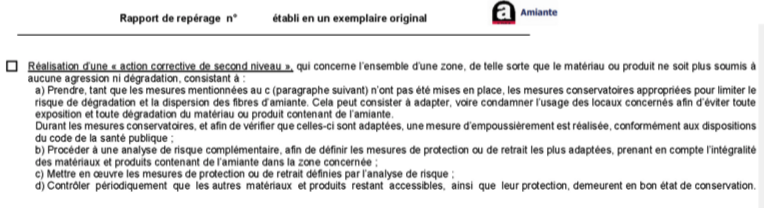 Rapport de repérage n° établi en un exemplaire original
a Amiante
Réalisation d'une « action corrective de second niveau », qui concerne l'ensemble d'une zone, de telle sorte que le matériau ou produit ne soit plus soumis à
aucune agression ni dégradation, consistant à :
a) Prendre, tant que les mesures mentionnées au c (paragraphe suivant) n'ont pas été mises en place, les mesures conservatoires appropriées pour limiter le
risque de dégradation et la dispersion des fibres d'amiante. Cela peut consister à adapter, voire condamner l'usage des locaux concernés afin d'éviter toute
exposition et toute dégradation du matériau ou produit contenant de l'amiante.
Durant les mesures conservatoires, et afin de vérifier que celles-ci sont adaptées, une mesure d'empoussièrement est réalisée, conformément aux dispositions
du code de la santé publique ;
b) Procéder à une analyse de risque complémentaire, afin de définir les mesures de protection ou de retrait les plus adaptées, prenant en compte l'intégralité
des matériaux et produits contenant de l'amiante dans la zone concernée ;
c) Mettre en œuvre les mesures de protection ou de retrait définies par l'analyse de risque ;
d) Contrôler périodiquement que les autres matériaux et produits restant accessibles, ainsi que leur protection, demeurent en bon état de conservation.